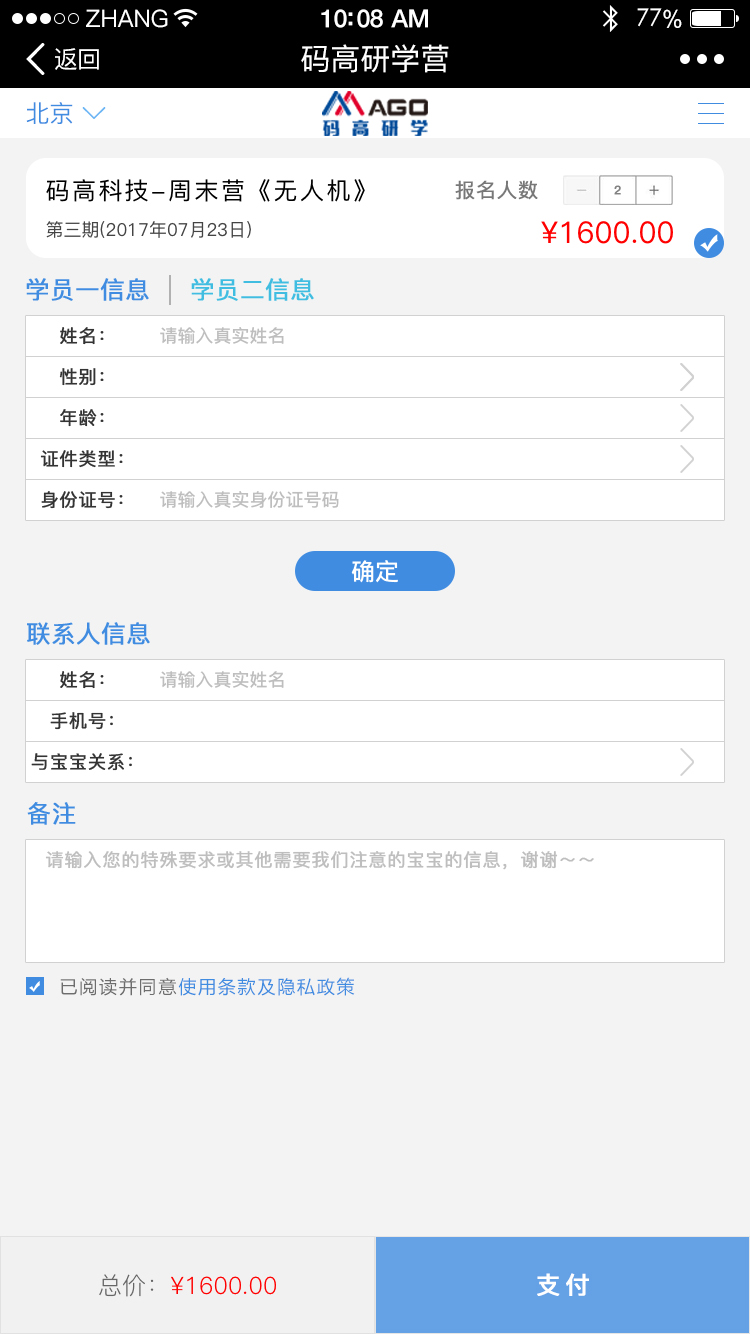 ZHANG 10:08 AM 77%
返回 码高研学营
北京 MAGO
码高研学
码高科技-周末营《无人机》 报名人数 － 2 ＋
第三期(2017年07月23日) ¥1600.00
学员一信息 | 学员二信息
姓名： 请输入真实姓名
性别：
年龄：
证件类型：
身份证号： 请输入真实身份证号码
确定
联系人信息
姓名： 请输入真实姓名
手机号：
与宝宝关系：
备注
请输入您的特殊要求或其他需要我们注意的宝宝的信息，谢谢～～
已阅读并同意使用条款及隐私政策
总价：¥1600.00 支付